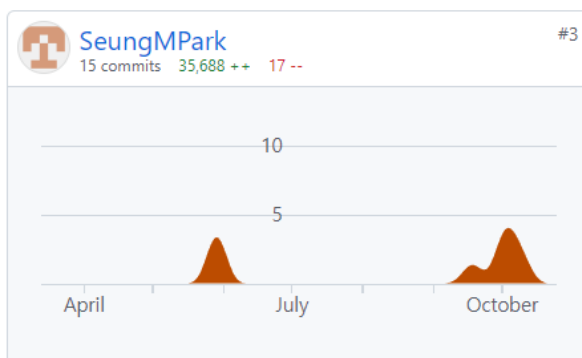 SeungMPark #3
15 commits 35,688 ++ 17 --
10
5
April July October